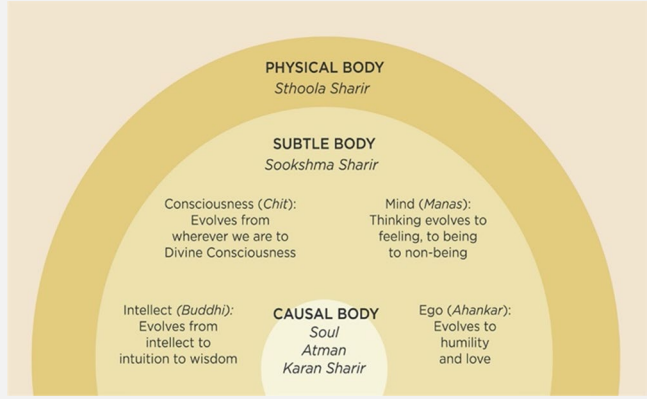 PHYSICAL BODY
Sthoola Sharir
SUBTLE BODY
Sookshma Sharir
Consciousness (Chit):
Evolves from
wherever we are to
Divine Consciousness
Mind (Manas):
Thinking evolves to
feeling, to being
to non-being
Intellect (Buddhi):
Evolves from
intellect to
intuition to wisdom
CAUSAL BODY
Soul
Atman
Karan Sharir
Ego (Ahankar):
Evolves to
humility
and love